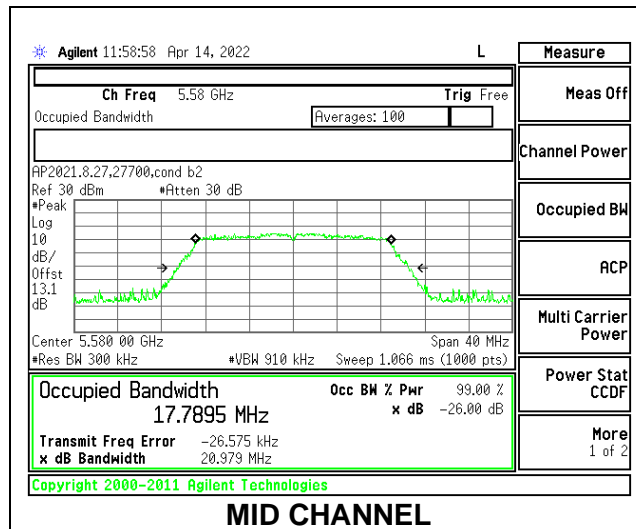 Agilent 11:58:58 Apr 14, 2022 L
Measure
Ch Freq 5.58 GHz Trig Free
Occupied Bandwidth Averages: 100
AP2021.8.27,27700,cond b2
Ref 30 dBm #Atten 30 dB
#Peak
Log
10
dB/
Offst
13.1
dB
Center 5.580 00 GHz Span 40 MHz
#Res BW 300 kHz #VBW 910 kHz Sweep 1.066 ms (1000 pts)
Occupied Bandwidth Occ BW % Pwr 99.00 %
17.7895 MHz x dB -26.00 dB
Transmit Freq Error -26.575 kHz
x dB Bandwidth 20.979 MHz
Copyright 2000-2011 Agilent Technologies
Meas Off
Channel Power
Occupied BW
ACP
Multi Carrier
Power
Power Stat
CCDF
More
1 of 2
MID CHANNEL